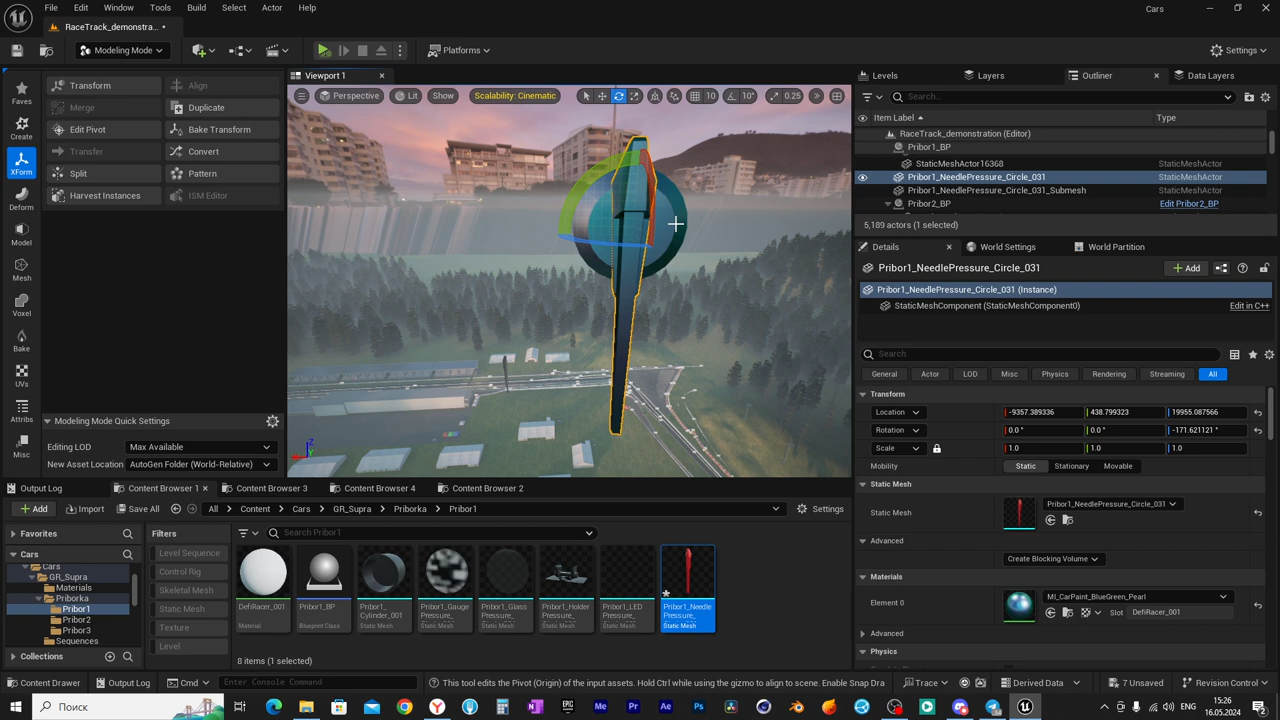 File Edit Window Tools Build Select Actor Help
Cars
RaceTrack_demonstra... •
Modeling Mode
Platforms
Settings
Viewport 1
Levels
Layers
Outliner
Data Layers
Faves
Transform
Align
Perspective
Lit
Show
Scalability: Cinematic
10
10°
0.25
Search...
Merge
Duplicate
Item Label
Type
Create
Edit Pivot
Bake Transform
RaceTrack_demonstration (Editor)
Pribor1_BP
Transfer
Convert
StaticMeshActor16368
StaticMeshActor
XForm
Split
Pattern
Pribor1_NeedlePressure_Circle_031
StaticMeshActor
Harvest Instances
ISM Editor
Pribor1_NeedlePressure_Circle_031_Submesh
StaticMeshActor
Deform
Pribor2_BP
Edit Pribor2_BP
5,189 actors (1 selected)
Model
Details
World Settings
World Partition
Mesh
Pribor1_NeedlePressure_Circle_031
Add
Pribor1_NeedlePressure_Circle_031 (Instance)
Voxel
StaticMeshComponent (StaticMeshComponent0)
Edit in C++
Bake
Search
UVs
General
Actor
LOD
Misc
Physics
Rendering
Streaming
All
Transform
Attribs
Location
-9357.389336
438.799323
19955.087566
Modeling Mode Quick Settings
Rotation
0.0 °
0.0 °
-171.621121 °
Misc
Editing LOD
Max Available
Scale
1.0
1.0
1.0
New Asset Location
AutoGen Folder (World-Relative)
Mobility
Static
Stationary
Movable
Output Log
Content Browser 1
Content Browser 3
Content Browser 4
Content Browser 2
Static Mesh
Add
Import
Save All
All
Content
Cars
GR_Supra
Priborka
Pribor1
Settings
Static Mesh
Pribor1_NeedlePressure_Circle_031
Favorites
Filters
Search Pribor1
Advanced
Cars
Level Sequence
Create Blocking Volume
Cars
Control Rig
Materials
GR_Supra
Skeletal Mesh
Materials
Element 0
MI_CarPaint_BlueGreen_Pearl
Priborka
Static Mesh
Slot
DefiRacer_001
Pribor1
Texture
Pribor2
Level
Advanced
Pribor3
Sequences
Physics
DefiRacer_001
Material
Pribor1_BP
Blueprint Class
Pribor1_
Cylinder_001
Static Mesh
Pribor1_Gauge
Pressure_
Static Mesh
Pribor1_Glass
Pressure_
Static Mesh
Pribor1_Holder
Pressure_
Static Mesh
Pribor1_LED
Pressure_
Static Mesh
Pribor1_Needle
Pressure_
Static Mesh
Collections
8 items (1 selected)
Content Drawer
Output Log
Cmd
Enter Console Command
This tool edits the Pivot (Origin) of the input assets. Hold Ctrl while using the gizmo to align to scene. Enable Snap Dra
Trace
Derived Data
7 Unsaved
Revision Control
Поиск
15:26
16.05.2024